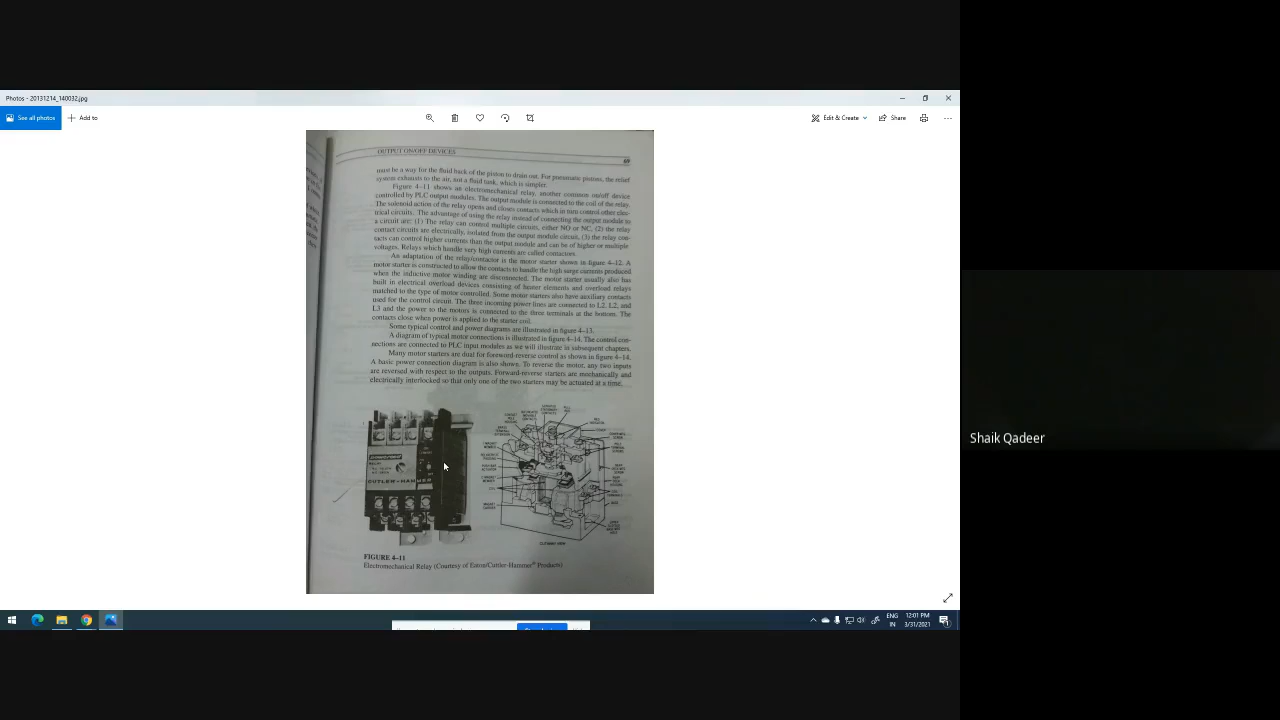 Photos - 20131214_140032.jpg
See all photos
Add to
Edit & Create
Share
OUTPUT ON/OFF DEVICES
69
must be a way for the fluid back of the piston to drain out. For pneumatic pistons, the relief
system exhausts to the air, not a fluid tank, which is simpler.
Figure 4–11 shows an electromechanical relay, another common on/off device
controlled by PLC output modules. The output module is connected to the coil of the relay.
The solenoid action of the relay opens and closes contacts which in turn control other elec-
trical circuits. The advantage of using the relay instead of connecting the output module to
a circuit are: (1) The relay can control multiple circuits, either NO or NC, (2) the relay
contact circuits are electrically, isolated from the output module circuit, (3) the relay con-
tacts can control higher currents than the output module and can be of higher or multiple
voltages. Relays which handle very high currents are called contactors.
An adaptation of the relay/contactor is the motor starter shown in figure 4–12. A
motor starter is constructed to allow the contacts to handle the high surge currents produced
when the inductive motor winding are disconnected. The motor starter usually also has
built in electrical overload devices consisting of heater elements and overload relays
matched to the type of motor controlled. Some motor starters also have auxiliary contacts
used for the control circuit. The three incoming power lines are connected to L2, L2, and
L3 and the power to the motors is connected to the three terminals at the bottom. The
contacts close when power is applied to the starter coil.
Some typical control and power diagrams are illustrated in figure 4–13.
A diagram of typical motor connections is illustrated in figure 4–14. The control con-
nections are connected to PLC input modules as we will illustrate in subsequent chapters.
Many motor starters are dual for foreword-reverse control as shown in figure 4–14.
A basic power connection diagram is also shown. To reverse the motor, any two inputs
are reversed with respect to the outputs. Forward-reverse starters are mechanically and
electrically interlocked so that only one of the two starters may be actuated at a time.
CUTLER-HAMMER
FIGURE 4–11
Electromechanical Relay (Courtesy of Eaton/Cutler-Hammer® Products)
Shaik Qadeer
ENG
IN
12:01 PM
3/31/2021